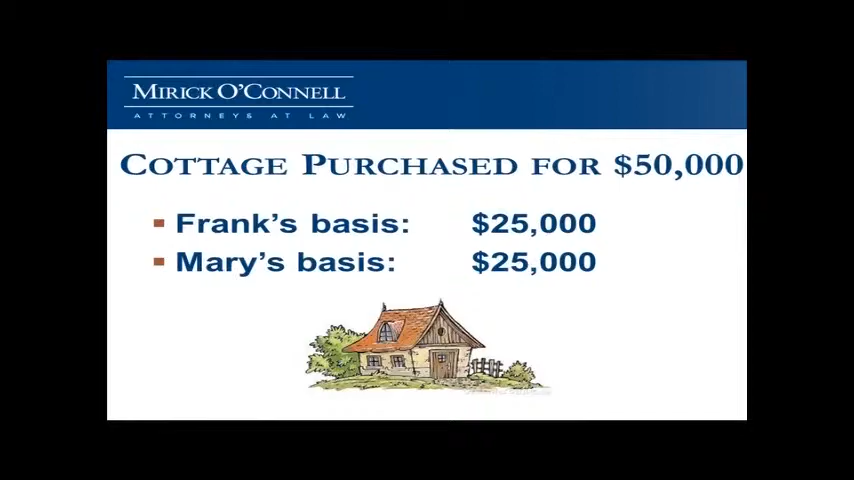 MIRICK O'CONNELL
ATTORNEYS AT LAW
COTTAGE PURCHASED FOR $50,000
Frank's basis: $25,000
Mary's basis: $25,000